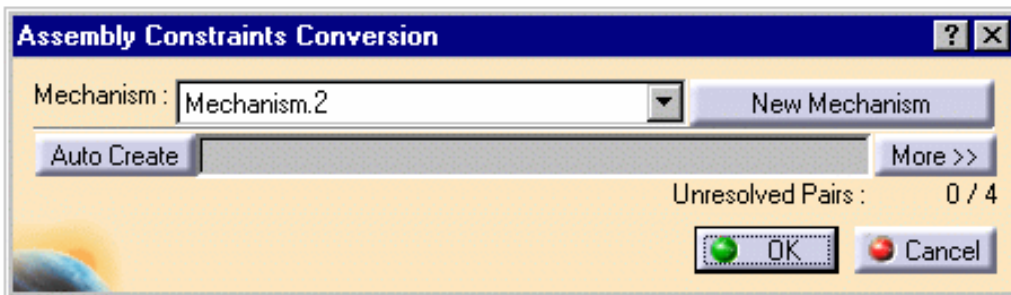 Assembly Constraints Conversion ? X
Mechanism : Mechanism.2 New Mechanism
Auto Create More >>
Unresolved Pairs : 0 / 4
OK Cancel